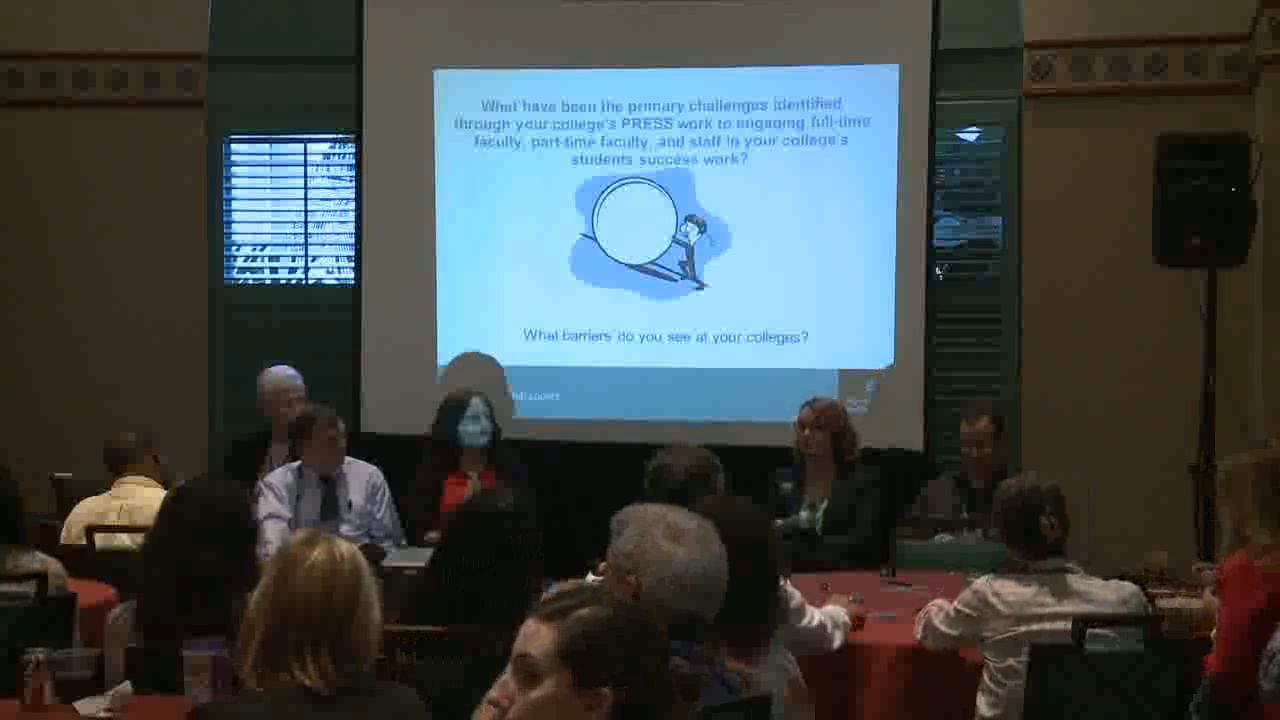 What have been the primary challenges identified
through your college's PRESS work to engaging full-time
faculty, part-time faculty, and staff in your college's
students success work?
What barriers do you see at your colleges?